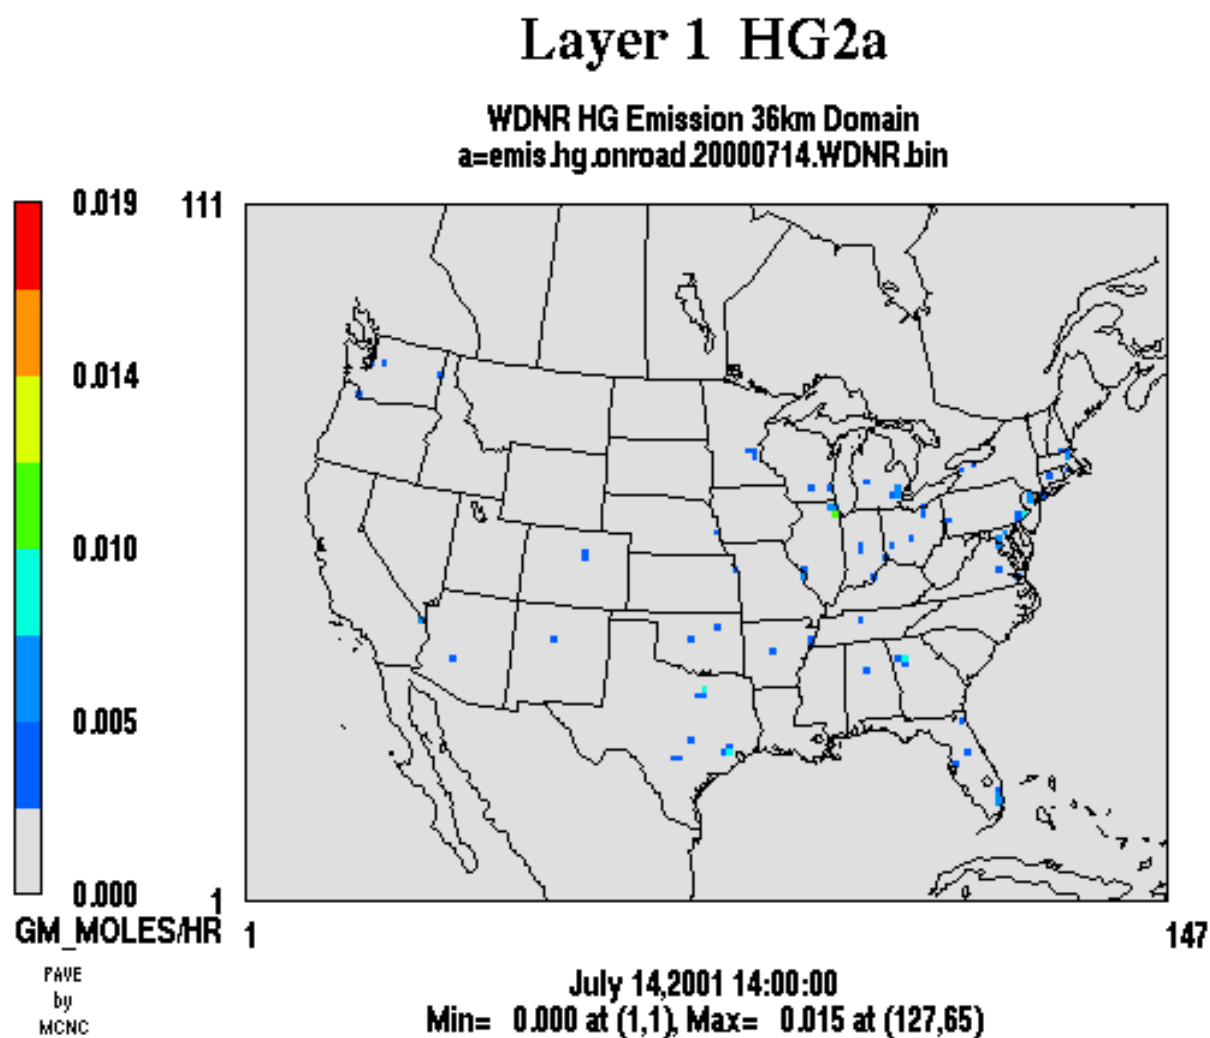 Layer 1 HG2a
WDNR HG Emission 36km Domain
a=emis.hg.onroad.20000714.WDNR.bin
0.019
111
0.014
0.010
0.005
0.000
1
GM_MOLES/HR
1
147
PAVE
by
MCNC
July 14,2001 14:00:00
Min= 0.000 at (1,1), Max= 0.015 at (127,65)